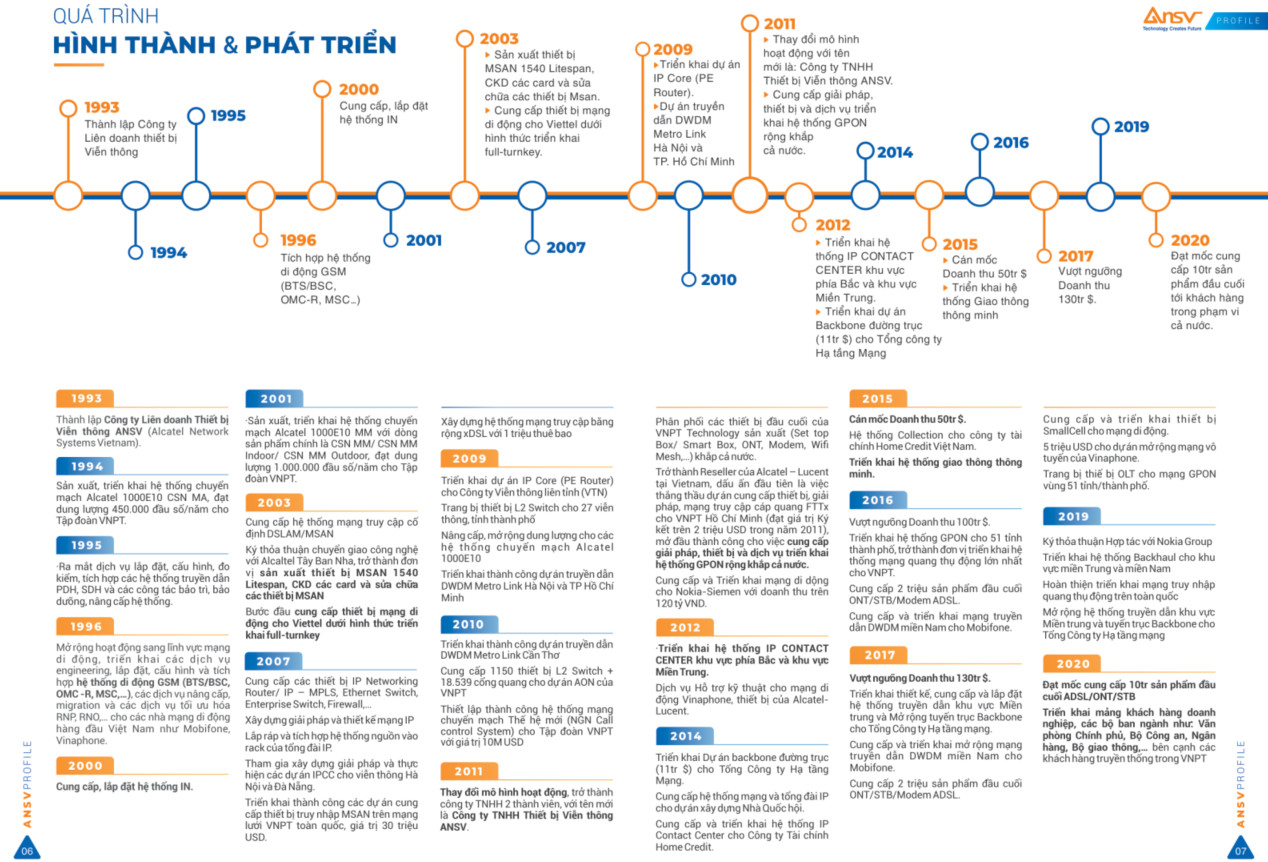 QUÁ TRÌNH
HÌNH THÀNH & PHÁT TRIỂN
ANSV
Technology Creates Future
PROFILE
1993
Thành lập Công ty
Liên doanh thiết bị
Viễn thông
1994
1995
1996
Tích hợp hệ thống
di động GSM
(BTS/BSC,
OMC-R, MSC…)
2000
Cung cấp, lắp đặt
hệ thống IN
2001
2003
▸ Sản xuất thiết bị
MSAN 1540 Litespan,
CKD các card và sửa
chữa các thiết bị Msan.
▸ Cung cấp thiết bị mạng
di động cho Viettel dưới
hình thức triển khai
full-turnkey.
2007
2009
▸Triển khai dự án
IP Core (PE
Router).
▸Dự án truyền
dẫn DWDM
Metro Link
Hà Nội và
TP. Hồ Chí Minh
2010
2011
▸ Thay đổi mô hình
hoạt động với tên
mới là: Công ty TNHH
Thiết bị Viễn thông ANSV.
▸ Cung cấp giải pháp,
thiết bị và dịch vụ triển
khai hệ thống GPON
rộng khắp
cả nước.
2012
▸ Triển khai hệ
thống IP CONTACT
CENTER khu vực
phía Bắc và khu vực
Miền Trung.
▸ Triển khai dự án
Backbone đường trục
(11tr $) cho Tổng công ty
Hạ tầng Mạng
2014
2015
▸ Cán mốc
Doanh thu 50tr $
▸ Triển khai hệ
thống Giao thông
thông minh
2016
2017
Vượt ngưỡng
Doanh thu
130tr $.
2019
2020
Đạt mốc cung
cấp 10tr sản
phẩm đầu cuối
tới khách hàng
trong phạm vi
cả nước.
1993
Thành lập Công ty Liên doanh Thiết bị
Viễn thông ANSV (Alcatel Network
Systems Vietnam).
1994
Sản xuất, triển khai hệ thống chuyển
mạch Alcatel 1000E10 CSN MA, đạt
dung lượng 450.000 đầu số/năm cho
Tập đoàn VNPT.
1995
·Ra mắt dịch vụ lắp đặt, cấu hình, đo
kiểm, tích hợp các hệ thống truyền dẫn
PDH, SDH và các công tác bảo trì, bảo
dưỡng, nâng cấp hệ thống.
1996
Mở rộng hoạt động sang lĩnh vực mạng
di động, triển khai các dịch vụ
engineering, lắp đặt, cấu hình và tích
hợp hệ thống di động GSM (BTS/BSC,
OMC -R, MSC,…), các dịch vụ nâng cấp,
migration và các dịch vụ tối ưu hóa
RNP, RNO,… cho các nhà mạng di động
hàng đầu Việt Nam như Mobifone,
Vinaphone.
2000
Cung cấp, lắp đặt hệ thống IN.
2001
·Sản xuất, triển khai hệ thống chuyển
mạch Alcatel 1000E10 MM với dòng
sản phẩm chính là CSN MM/ CSN MM
Indoor/ CSN MM Outdoor, đạt dung
lượng 1.000.000 đầu số/năm cho Tập
đoàn VNPT.
2003
Cung cấp hệ thống mạng truy cập cố
định DSLAM/MSAN
Ký thỏa thuận chuyển giao công nghệ
với Alcaltel Tây Ban Nha, trở thành đơn
vị sản xuất thiết bị MSAN 1540
Litespan, CKD các card và sửa chữa
các thiết bị MSAN
Bước đầu cung cấp thiết bị mạng di
động cho Viettel dưới hình thức triển
khai full-turnkey
2007
Cung cấp các thiết bị IP Networking
Router/ IP – MPLS, Ethernet Switch,
Enterprise Switch, Firewall,…
Xây dựng giải pháp và thiết kế mạng IP
Lắp ráp và tích hợp hệ thống nguồn vào
rack của tổng đài IP.
Tham gia xây dựng giải pháp và thực
hiện các dự án IPCC cho viễn thông Hà
Nội và Đà Nẵng.
Triển khai thành công các dự án cung
cấp thiết bị truy nhập MSAN trên mạng
lưới VNPT toàn quốc, giá trị 30 triệu
USD.
Xây dựng hệ thống mạng truy cập băng
rộng xDSL với 1 triệu thuê bao
2009
Triển khai dự án IP Core (PE Router)
cho Công ty Viễn thông liên tỉnh (VTN)
Trang bị thiết bị L2 Switch cho 27 viễn
thông, tỉnh thành phố
Nâng cấp, mở rộng dung lượng cho các
hệ thống chuyển mạch Alcatel
1000E10
Triển khai thành công dự án truyền dẫn
DWDM Metro Link Hà Nội và TP Hồ Chí
Minh
2010
Triển khai thành công dự án truyền dẫn
DWDM Metro Link Cần Thơ
Cung cấp 1150 thiết bị L2 Switch +
18.539 cổng quang cho dự án AON của
VNPT
Thiết lập thành công hệ thống mạng
chuyển mạch Thế hệ mới (NGN Call
control System) cho Tập đoàn VNPT
với giá trị 10M USD
2011
Thay đổi mô hình hoạt động, trở thành
công ty TNHH 2 thành viên, với tên mới
là Công ty TNHH Thiết bị Viễn thông
ANSV.
Phân phối các thiết bị đầu cuối của
VNPT Technology sản xuất (Set top
Box/ Smart Box, ONT, Modem, Wifi
Mesh,…) khắp cả nước.
Trở thành Reseller của Alcatel – Lucent
tại Vietnam, dấu ấn đầu tiên là việc
thắng thầu dự án cung cấp thiết bị, giải
pháp, mạng truy cập cáp quang FTTx
cho VNPT Hồ Chí Minh (đạt giá trị Ký
kết trên 2 triệu USD trong năm 2011),
mở đầu thành công cho việc cung cấp
giải pháp, thiết bị và dịch vụ triển khai
hệ thống GPON rộng khắp cả nước.
Cung cấp và Triển khai mạng di động
cho Nokia-Siemen với doanh thu trên
120 tỷ VND.
2012
·Triển khai hệ thống IP CONTACT
CENTER khu vực phía Bắc và khu vực
Miền Trung.
Dịch vụ Hỗ trợ kỹ thuật cho mạng di
động Vinaphone, thiết bị của Alcatel-
Lucent.
2014
Triển khai Dự án backbone đường trục
(11tr $) cho Tổng Công ty Hạ tầng
Mạng.
Cung cấp hệ thống mạng và tổng đài IP
cho dự án xây dựng Nhà Quốc hội.
Cung cấp và triển khai hệ thống IP
Contact Center cho Công ty Tài chính
Home Credit.
2015
Cán mốc Doanh thu 50tr $.
Hệ thống Collection cho công ty tài
chính Home Credit Việt Nam.
Triển khai hệ thống giao thông thông
minh.
2016
Vượt ngưỡng Doanh thu 100tr $.
Triển khai hệ thống GPON cho 51 tỉnh
thành phố, trở thành đơn vị triển khai hệ
thống mạng quang thụ động lớn nhất
cho VNPT.
Cung cấp 2 triệu sản phẩm đầu cuối
ONT/STB/Modem ADSL.
Cung cấp và triển khai mạng truyền
dẫn DWDM miền Nam cho Mobifone.
2017
Vượt ngưỡng Doanh thu 130tr $.
Triển khai thiết kế, cung cấp và lắp đặt
hệ thống truyền dẫn khu vực Miền
trung và Mở rộng tuyến trục Backbone
cho Tổng Công ty Hạ tầng mạng.
Cung cấp và triển khai mở rộng mạng
truyền dẫn DWDM miền Nam cho
Mobifone.
Cung cấp 2 triệu sản phẩm đầu cuối
ONT/STB/Modem ADSL.
Cung cấp và triển khai thiết bị
SmallCell cho mạng di động.
5 triệu USD cho dự án mở rộng mạng vô
tuyến của Vinaphone.
Trang bị thiế bị OLT cho mạng GPON
vùng 51 tỉnh/thành phố.
2019
Ký thỏa thuận Hợp tác với Nokia Group
Triển khai hệ thống Backhaul cho khu
vực miền Trung và miền Nam
Hoàn thiện triển khai mạng truy nhập
quang thụ động trên toàn quốc
Mở rộng hệ thống truyền dẫn khu vực
Miền trung và tuyến trục Backbone cho
Tổng Công ty Hạ tầng mạng
2020
Đạt mốc cung cấp 10tr sản phẩm đầu
cuối ADSL/ONT/STB
Triển khai mảng khách hàng doanh
nghiệp, các bộ ban ngành như: Văn
phòng Chính phủ, Bộ Công an, Ngân
hàng, Bộ giao thông,… bên cạnh các
khách hàng truyền thống trong VNPT
ANSV PROFILE
06
ANSV PROFILE
07